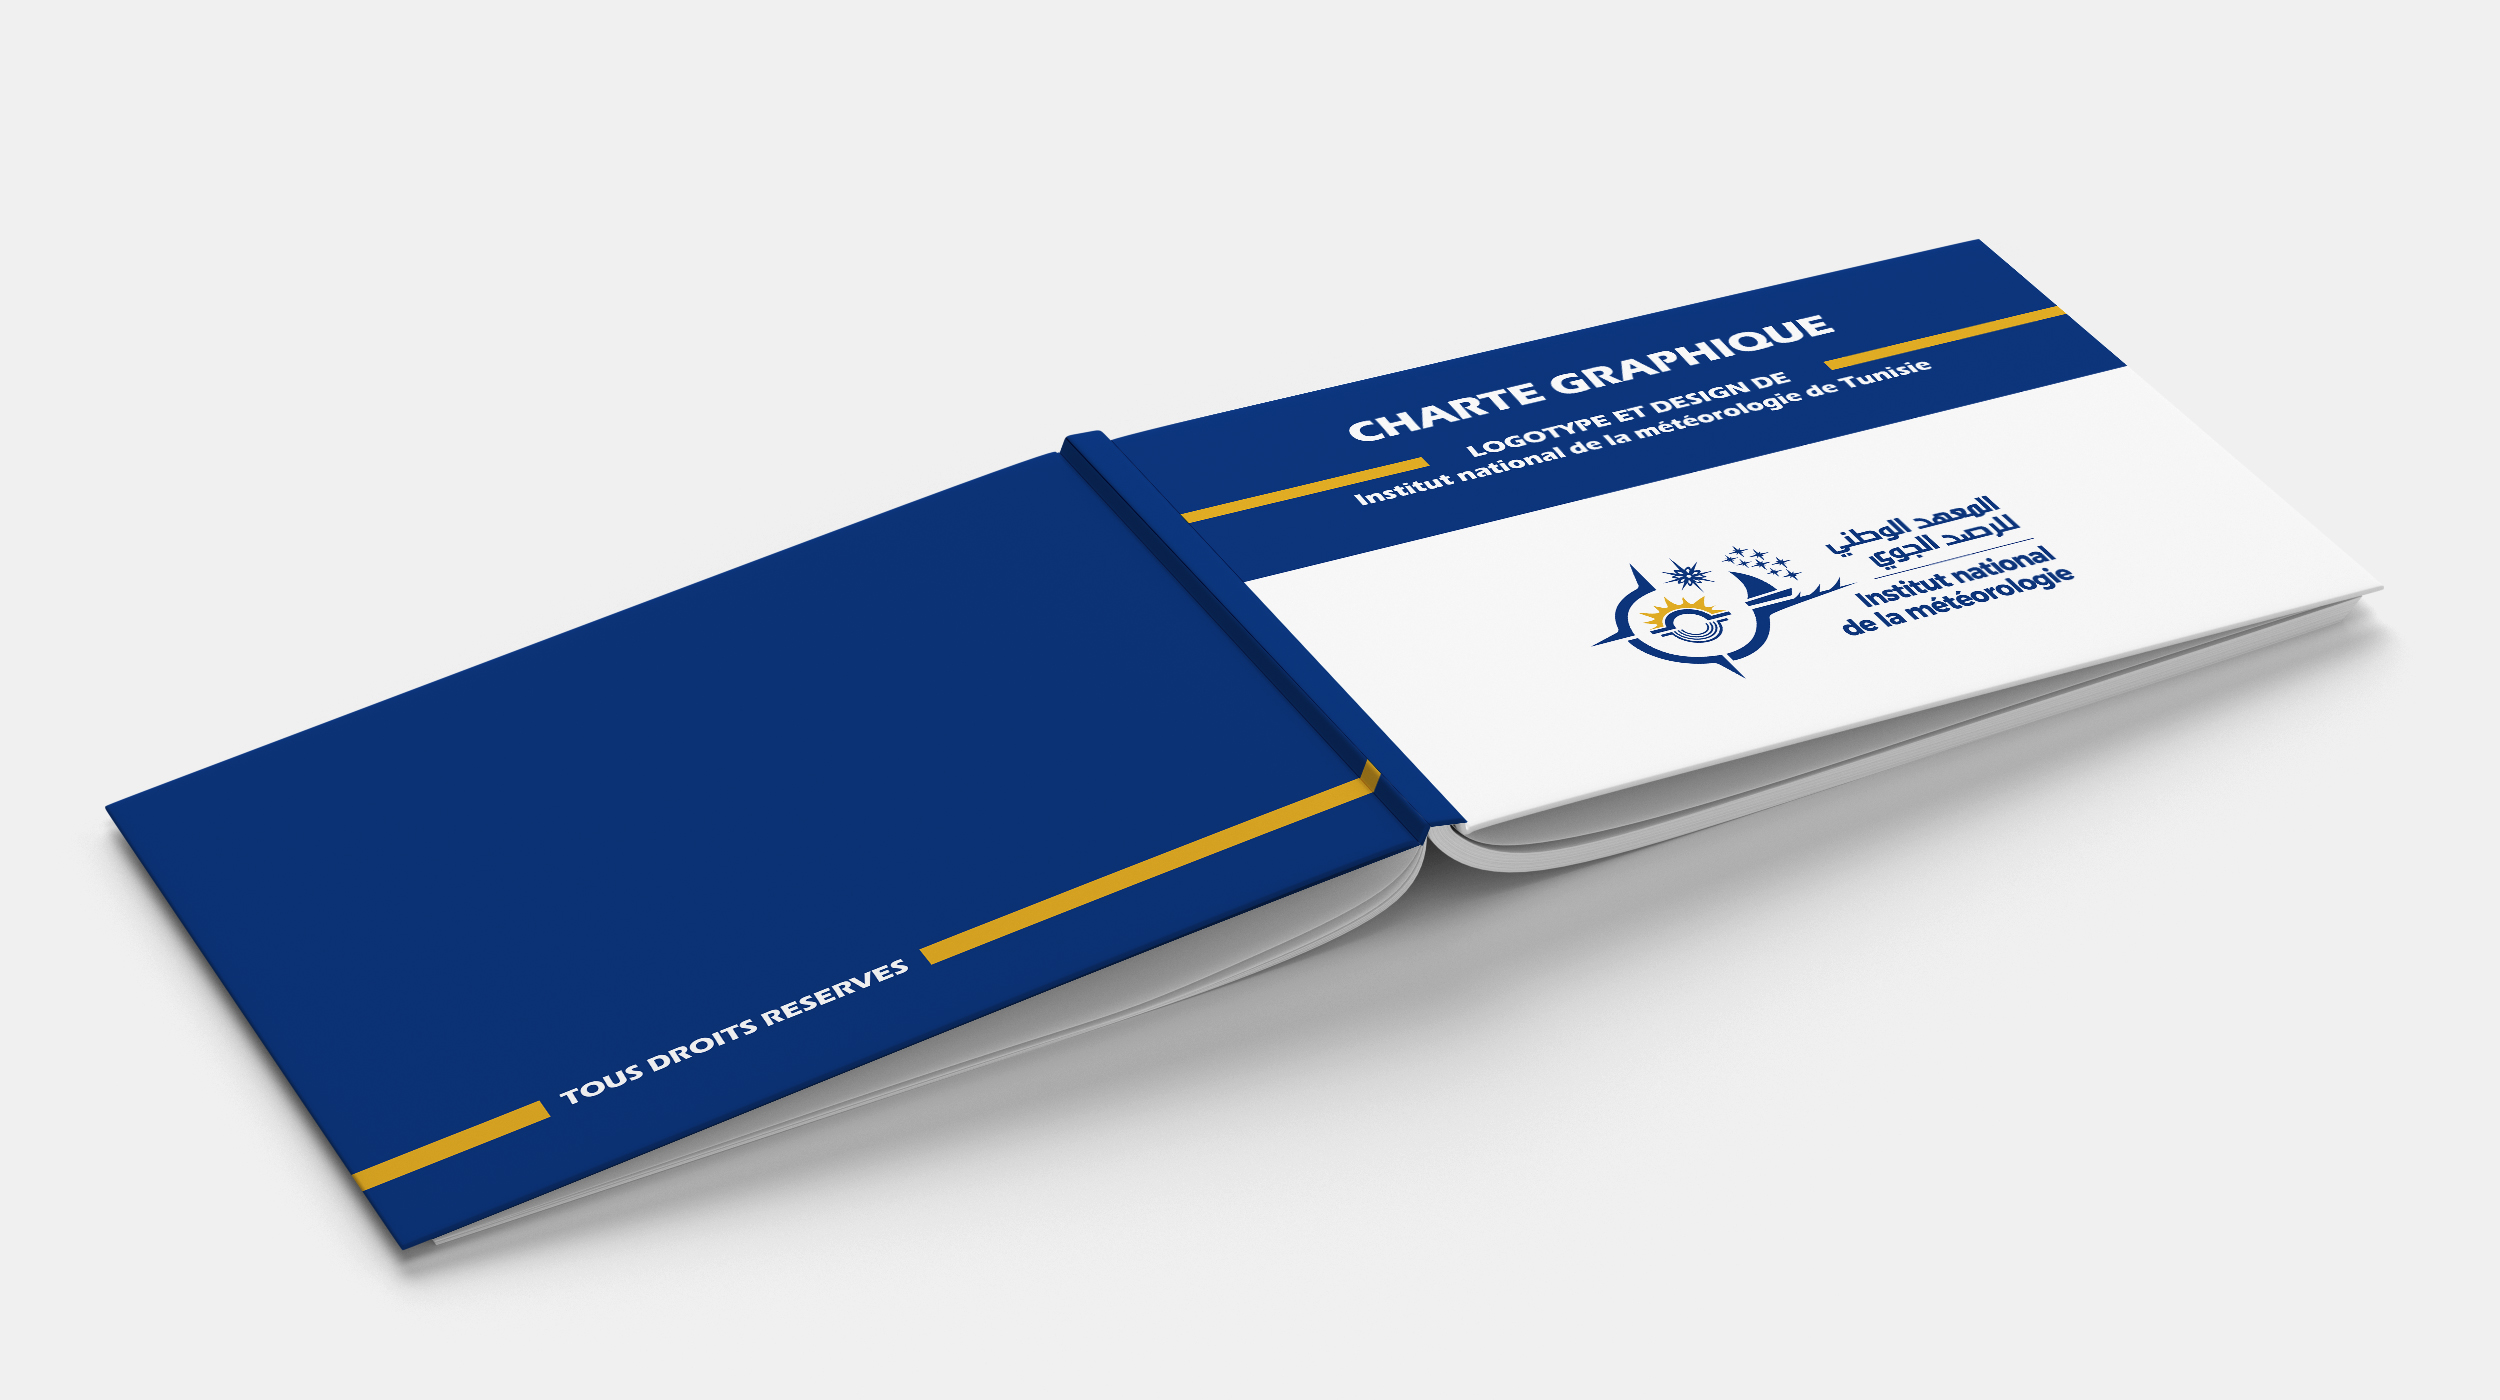 CHARTE GRAPHIQUE
LOGOTYPE ET DESIGN DE
Institut national de la météorologie de Tunisie
المعهد الوطني
للرصد الجوي
Institut national
de la météorologie
TOUS DROITS RESERVES